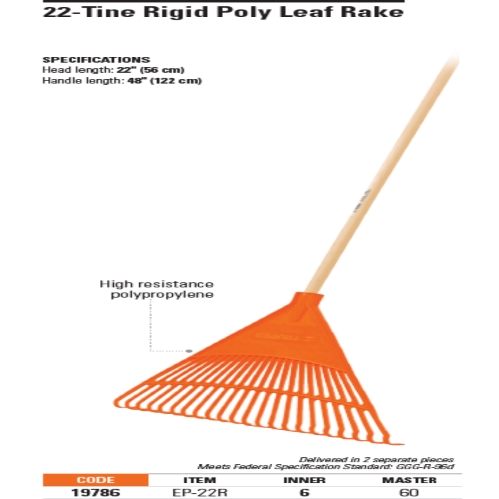 22-Tine Rigid Poly Leaf Rake
SPECIFICATIONS
Head length: 22" (56 cm)
Handle length: 48" (122 cm)
High resistance
polypropylene
Delivered in 2 separate pieces
Meets Federal Specification Standard: GGG-R-96d
CODE ITEM INNER MASTER
19786 EP-22R 6 60